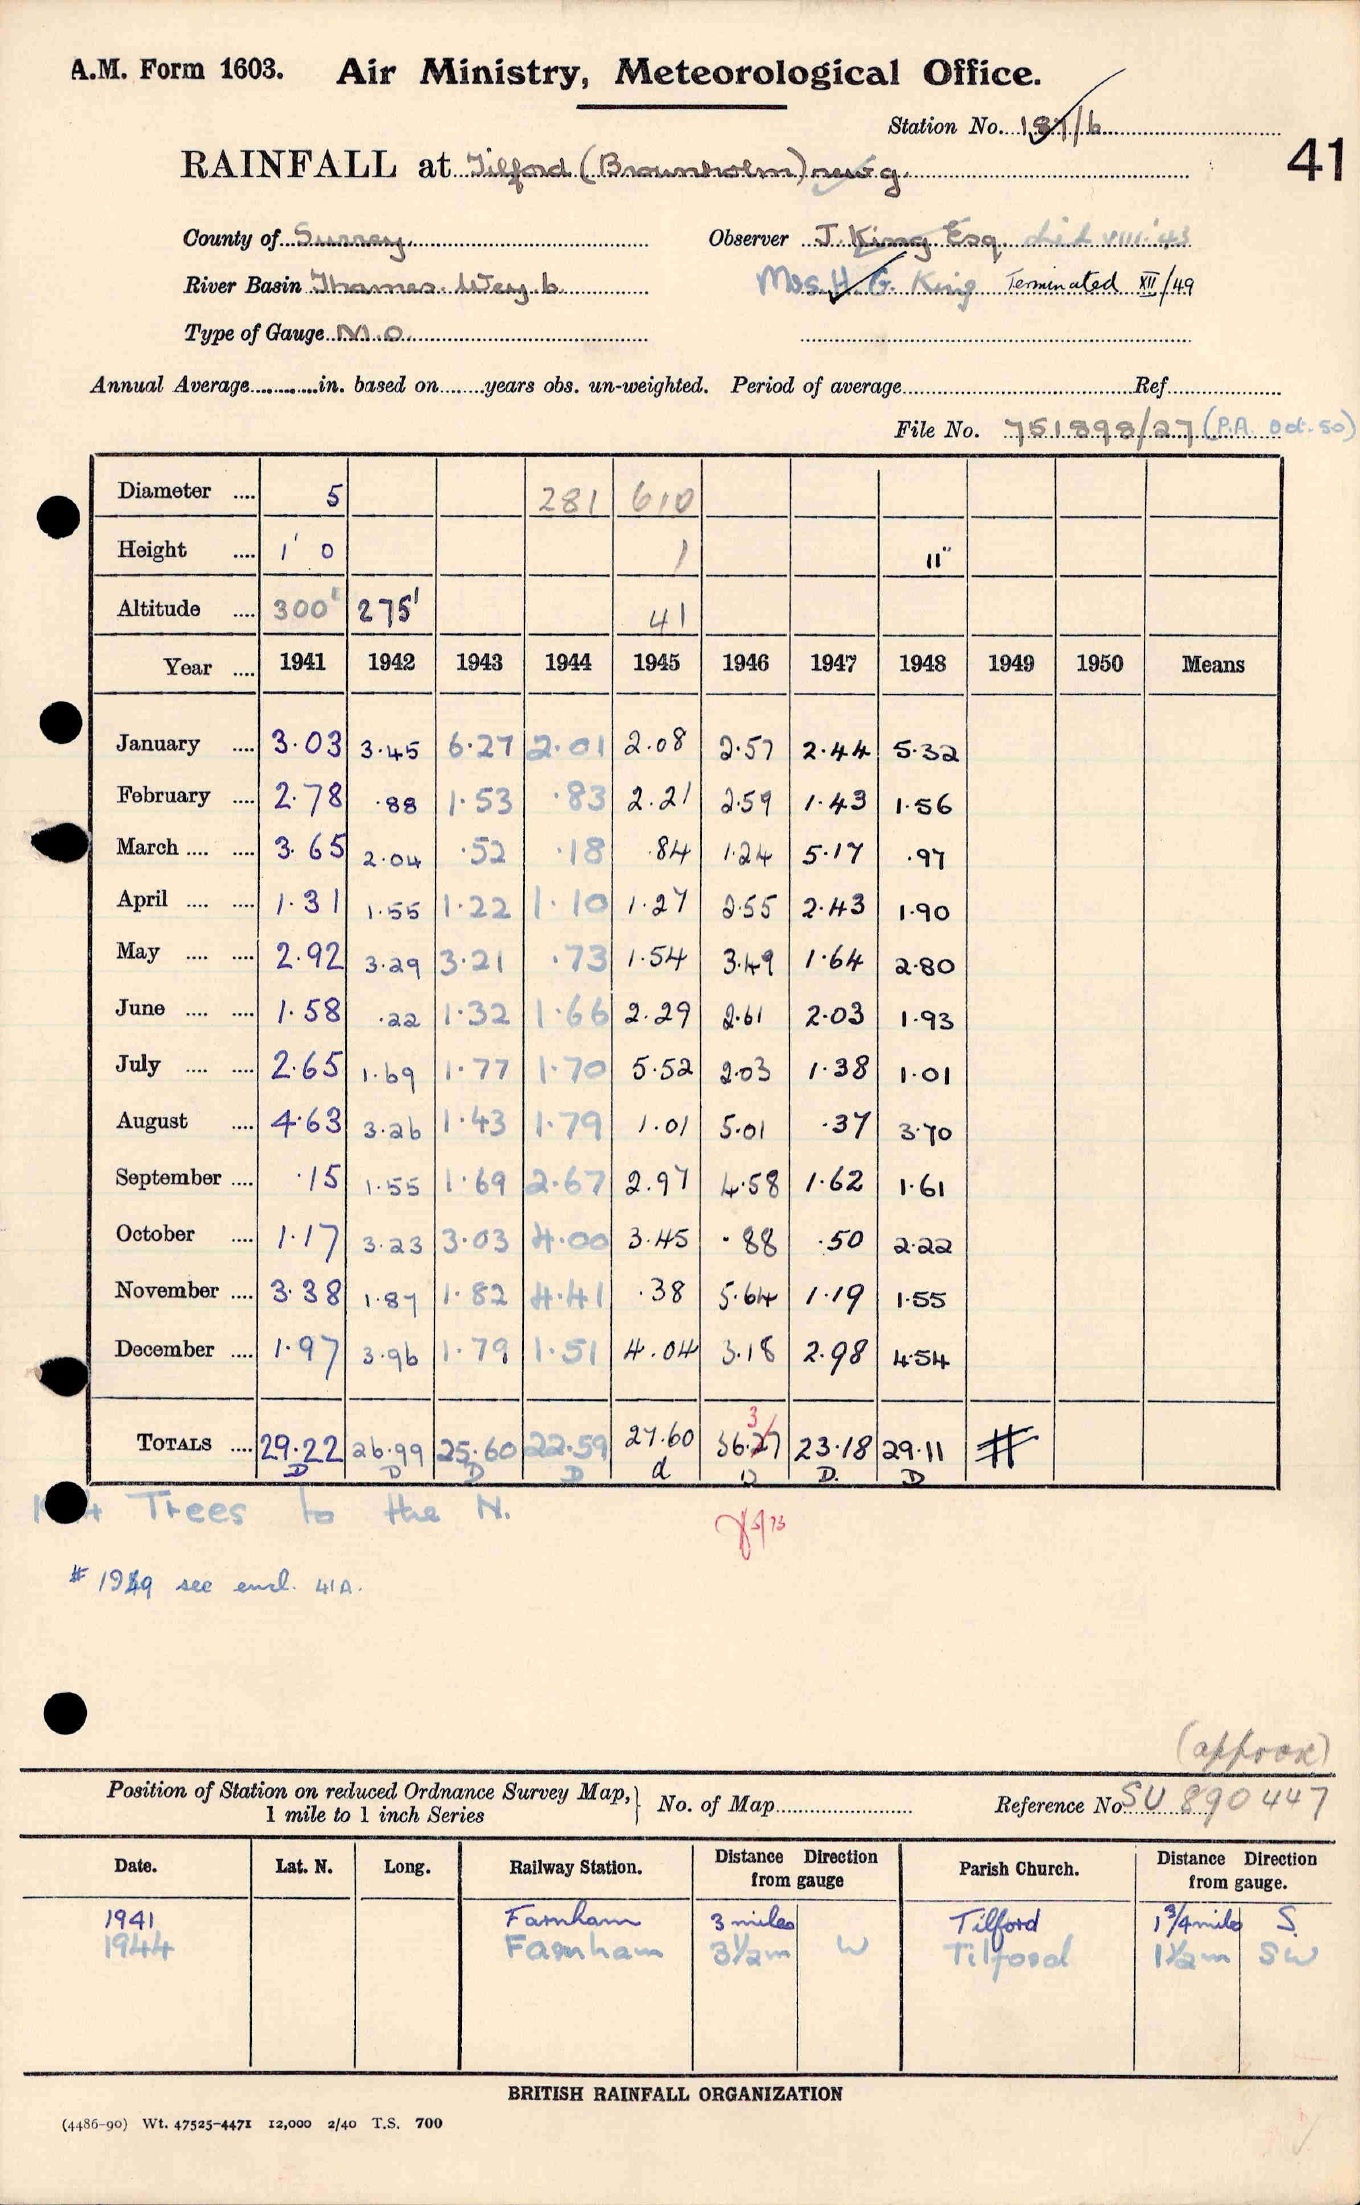 A.M. Form 1603. Air Ministry, Meteorological Office.
Station No. 187/6
41
RAINFALL at Tilford (Brownholm) new g.
County of Surrey. Observer J. King Esq. died VIII. '43
River Basin Thames. Wey b. Mrs. H. G. King Terminated XII/49
Type of Gauge M.O.
Annual Average in. based on years obs. un-weighted. Period of average Ref.
File No. 751898/27 (P.A. Oct. 50)
Diameter 5 281 610
Height 1' 0 1 11"
Altitude 300' 275' 41
Year 1941 1942 1943 1944 1945 1946 1947 1948 1949 1950 Means
January 3.03 3.45 6.27 2.01 2.08 2.57 2.44 5.32
February 2.78 .88 1.53 .83 2.21 2.59 1.43 1.56
March 3.65 2.04 .52 .18 .84 1.24 5.17 .97
April 1.31 1.55 1.22 1.10 1.27 2.55 2.43 1.90
May 2.92 3.29 3.21 .73 1.54 3.49 1.64 2.80
June 1.58 .22 1.32 1.66 2.29 2.61 2.03 1.93
July 2.65 1.69 1.77 1.70 5.52 2.03 1.38 1.01
August 4.63 3.26 1.43 1.79 1.01 5.01 .37 3.70
September .15 1.55 1.69 2.67 2.97 4.58 1.62 1.61
October 1.17 3.23 3.03 4.00 3.45 .88 .50 2.22
November 3.38 1.87 1.82 4.41 .38 5.64 1.19 1.55
December 1.97 3.96 1.79 1.51 4.04 3.18 2.98 4.54
3
TOTALS 29.22 26.99 25.60 22.59 27.60 36.27 23.18 29.11 #
D D D D d D D. D
Trees to the N.
5/73
# 1949 see encl. 41A.
(approx)
Position of Station on reduced Ordnance Survey Map, 1 mile to 1 inch Series No. of Map Reference No. SU 890447
Date. Lat. N. Long. Railway Station. Distance Direction from gauge Parish Church. Distance Direction from gauge.
1941 Farnham 3 miles Tilford 1 3/4 mile S.
1944 Farnham 3½ m W Tilford 1½ m SW
BRITISH RAINFALL ORGANIZATION
(4486-90) Wt. 47525-4471 12,000 2/40 T.S. 700